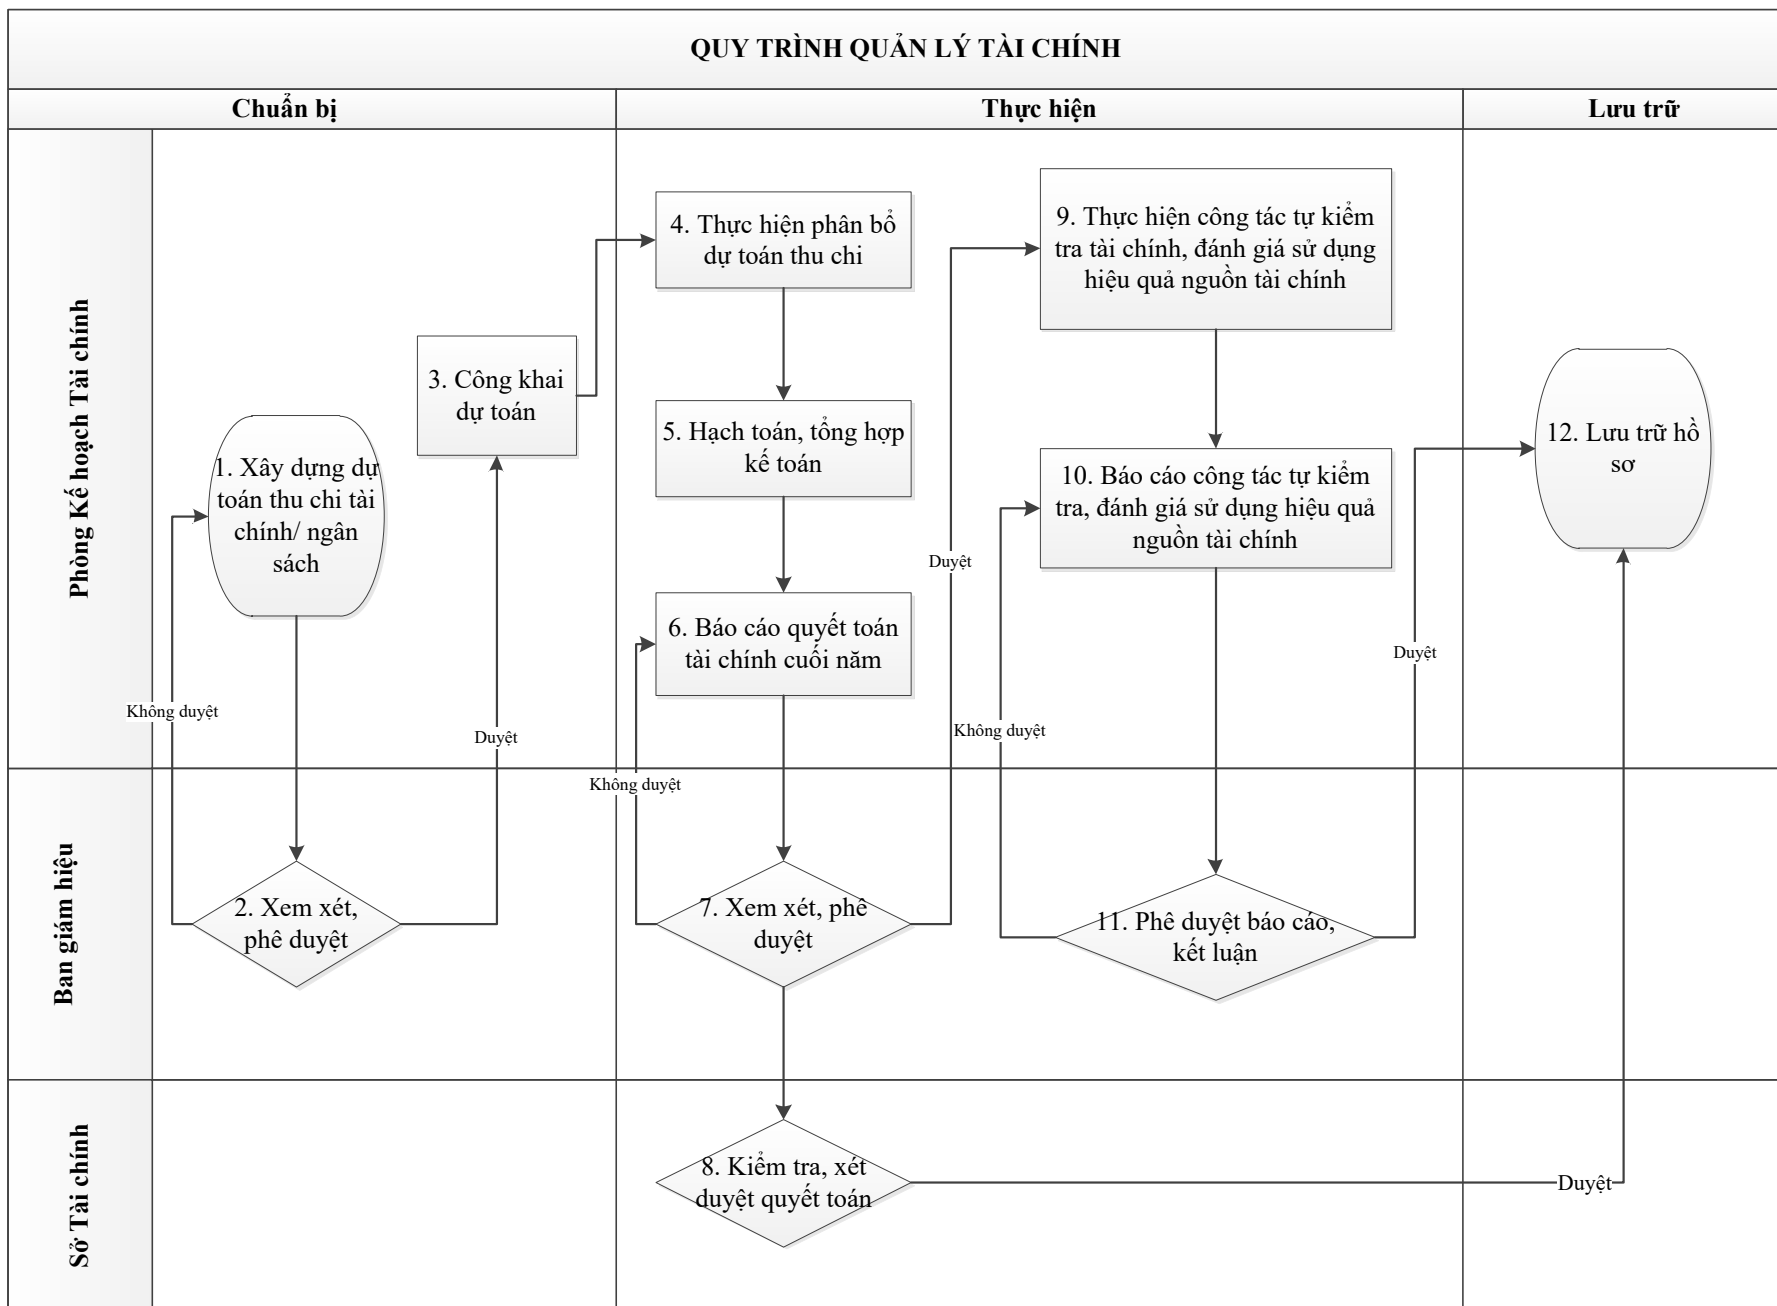 QUY TRÌNH QUẢN LÝ TÀI CHÍNH
Chuẩn bị
Thực hiện
Lưu trữ
Phòng Kế hoạch Tài chính
1. Xây dựng dự
toán thu chi tài
chính/ ngân
sách
3. Công khai
dự toán
4. Thực hiện phân bổ
dự toán thu chi
5. Hạch toán, tổng hợp
kế toán
6. Báo cáo quyết toán
tài chính cuối năm
9. Thực hiện công tác tự kiểm
tra tài chính, đánh giá sử dụng
hiệu quả nguồn tài chính
10. Báo cáo công tác tự kiểm
tra, đánh giá sử dụng hiệu quả
nguồn tài chính
12. Lưu trữ hồ
sơ
Không duyệt
Duyệt
Không duyệt
Duyệt
Không duyệt
Duyệt
Ban giám hiệu
2. Xem xét,
phê duyệt
7. Xem xét, phê
duyệt
11. Phê duyệt báo cáo,
kết luận
Sở Tài chính
8. Kiểm tra, xét
duyệt quyết toán
Duyệt